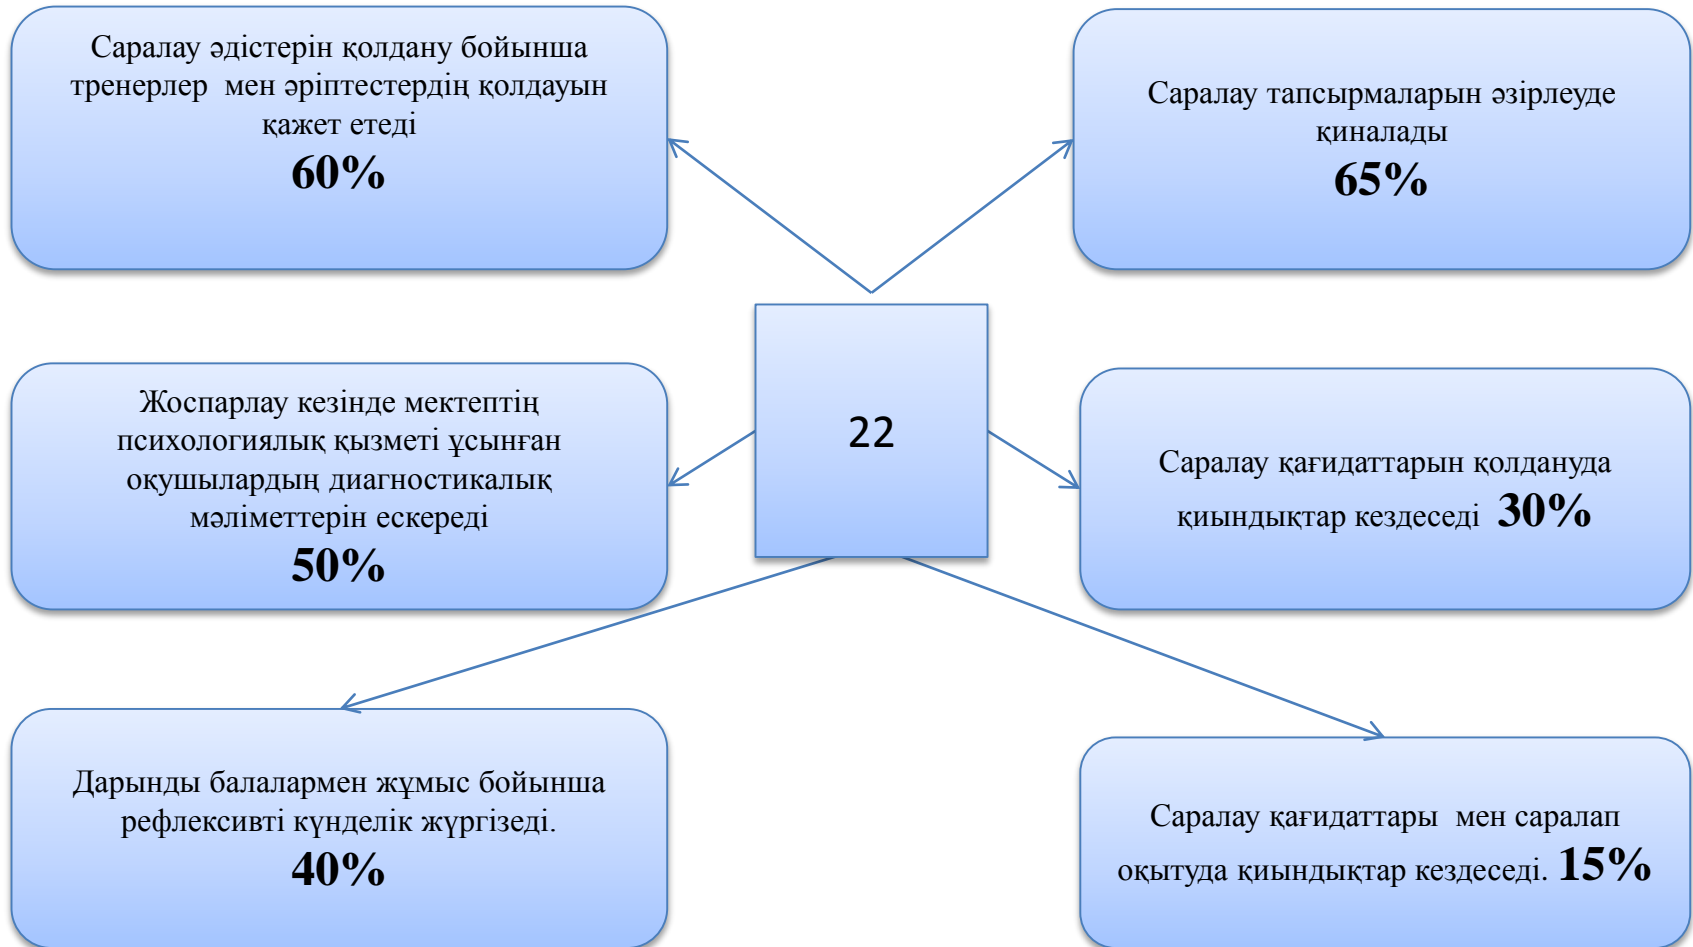 Саралау әдістерін қолдану бойынша
тренерлер мен әріптестердің қолдауын
қажет етеді
60%
Саралау тапсырмаларын әзірлеуде
қиналады
65%
Жоспарлау кезінде мектептің
психологиялық қызметі ұсынған
оқушылардың диагностикалық
мәліметтерін ескереді
50%
22
Саралау қағидаттарын қолдануда
қиындықтар кездеседі 30%
Дарынды балалармен жұмыс бойынша
рефлексивті күнделік жүргізеді.
40%
Саралау қағидаттары мен саралап
оқытуда қиындықтар кездеседі. 15%